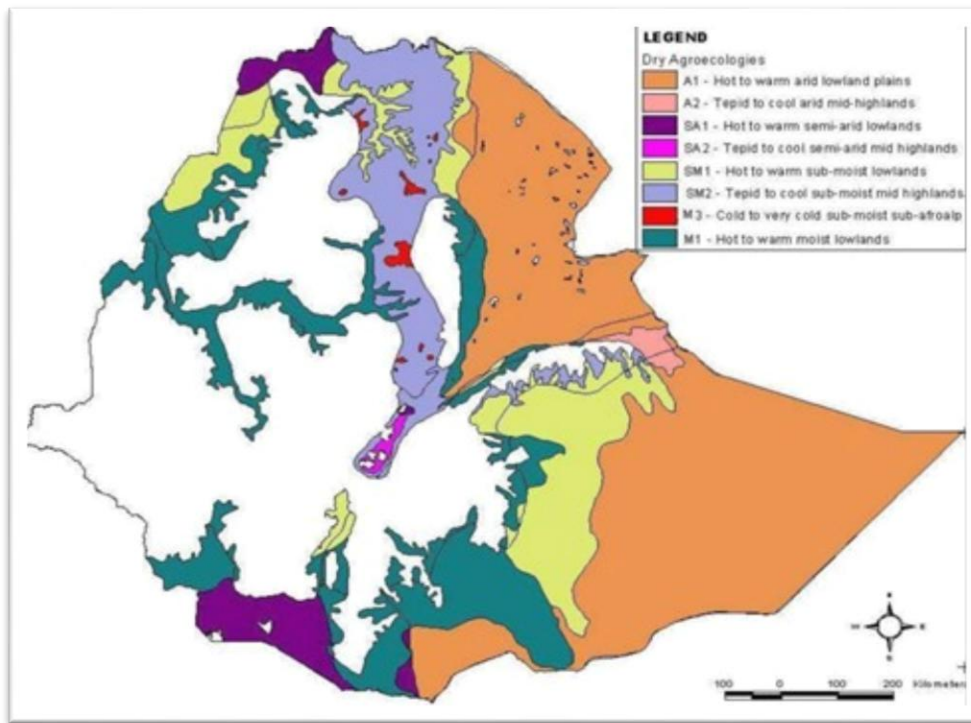 LEGEND
Dry Agroecologies
A1 - Hot to warm arid lowland plains
A2 - Tepid to cool arid mid-highlands
SA1 - Hot to warm semi-arid lowlands
SA2 - Tepid to cool semi-arid mid highlands
SM1 - Hot to warm sub-moist lowlands
SM2 - Tepid to cool sub-moist mid highlands
M3 - Cold to very cold sub-moist sub-afroalp
M1 - Hot to warm moist lowlands
N
W E
S
100 0 100 200 Kilometers